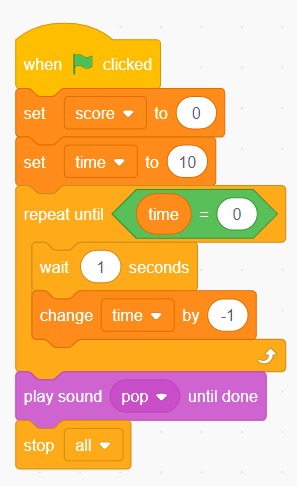 when clicked
set score to 0
set time to 10
repeat until time = 0
wait 1 seconds
change time by -1
play sound pop until done
stop all